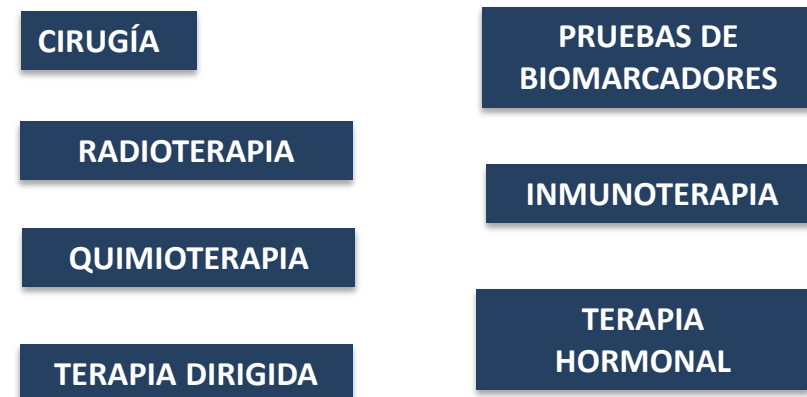 CIRUGÍA
RADIOTERAPIA
QUIMIOTERAPIA
TERAPIA DIRIGIDA
PRUEBAS DE
BIOMARCADORES
INMUNOTERAPIA
TERAPIA
HORMONAL